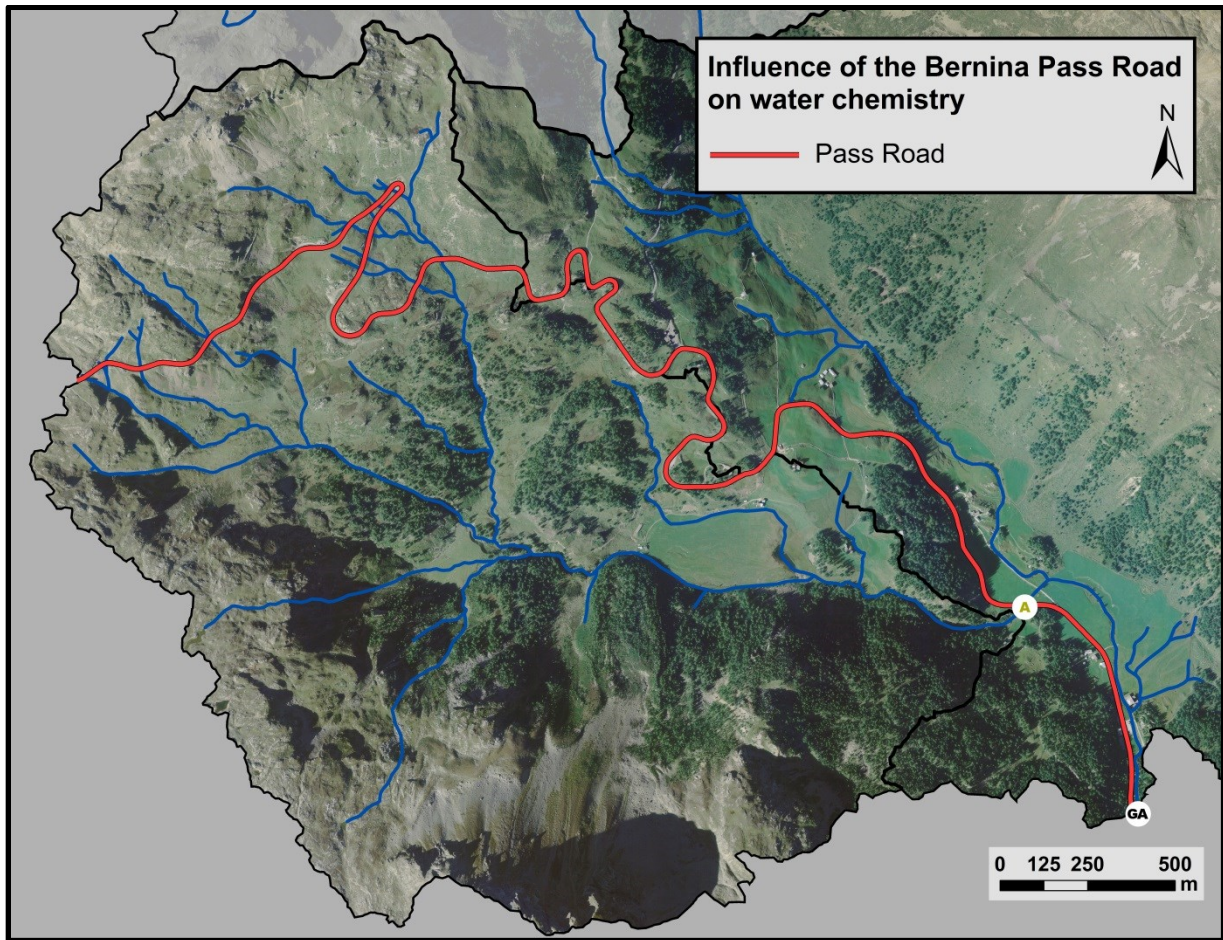 Influence of the Bernina Pass Road
on water chemistry
N
Pass Road
A
GA
0 125 250 500
m